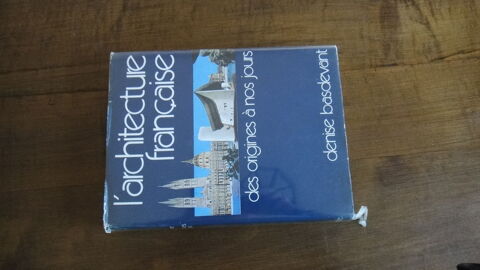 l'architecture
française
des origines à nos jours
denise basdevant